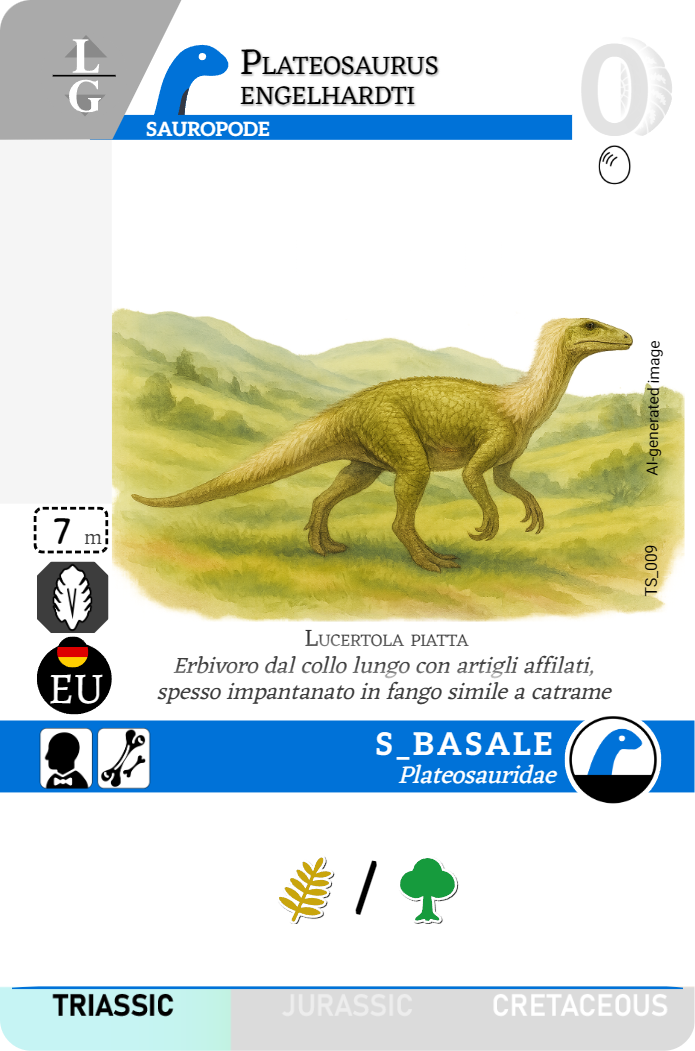 L
G
PLATEOSAURUS
ENGELHARDTI
SAUROPODE
0
AI-generated image
TS_009
7 m
EU
LUCERTOLA PIATTA
Erbivoro dal collo lungo con artigli affilati,
spesso impantanato in fango simile a catrame
S_BASALE
Plateosauridae
/
TRIASSIC JURASSIC CRETACEOUS